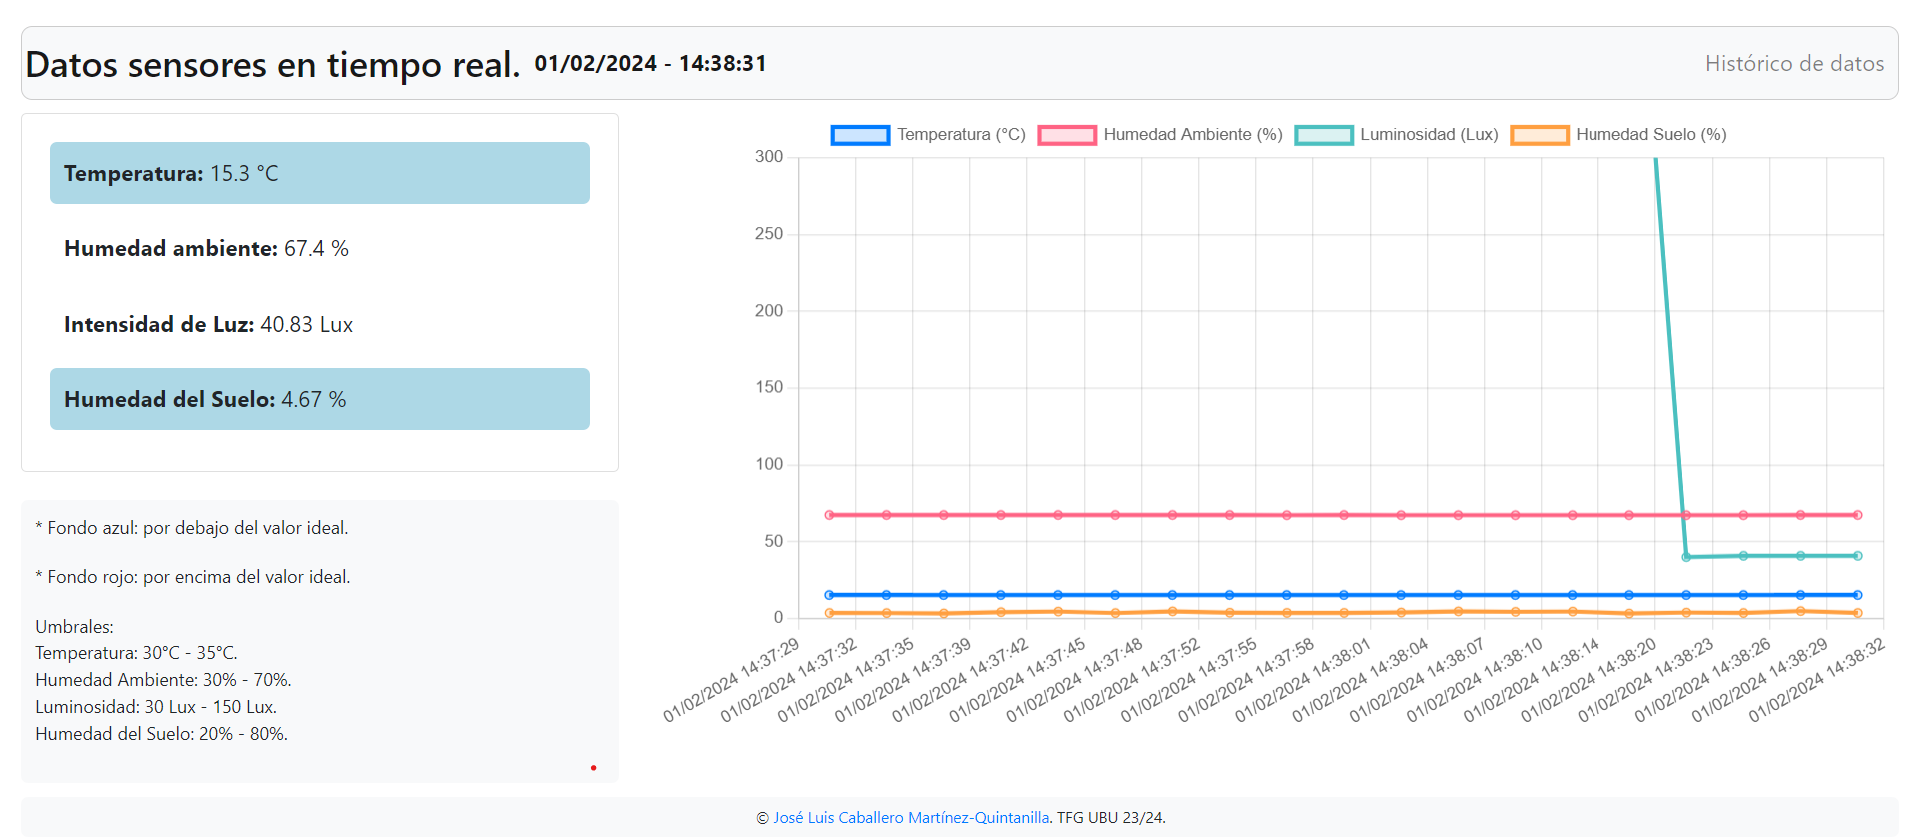 Datos sensores en tiempo real. 01/02/2024 - 14:38:31
Histórico de datos
Temperatura: 15.3 °C
Humedad ambiente: 67.4 %
Intensidad de Luz: 40.83 Lux
Humedad del Suelo: 4.67 %
* Fondo azul: por debajo del valor ideal.
* Fondo rojo: por encima del valor ideal.
Umbrales:
Temperatura: 30°C - 35°C.
Humedad Ambiente: 30% - 70%.
Luminosidad: 30 Lux - 150 Lux.
Humedad del Suelo: 20% - 80%.
Temperatura (°C) Humedad Ambiente (%) Luminosidad (Lux) Humedad Suelo (%)
300
250
200
150
100
50
0
01/02/2024 14:37:29
01/02/2024 14:37:32
01/02/2024 14:37:35
01/02/2024 14:37:39
01/02/2024 14:37:42
01/02/2024 14:37:45
01/02/2024 14:37:48
01/02/2024 14:37:52
01/02/2024 14:37:55
01/02/2024 14:37:58
01/02/2024 14:38:01
01/02/2024 14:38:04
01/02/2024 14:38:07
01/02/2024 14:38:10
01/02/2024 14:38:14
01/02/2024 14:38:20
01/02/2024 14:38:23
01/02/2024 14:38:26
01/02/2024 14:38:29
01/02/2024 14:38:32
© José Luis Caballero Martínez-Quintanilla. TFG UBU 23/24.